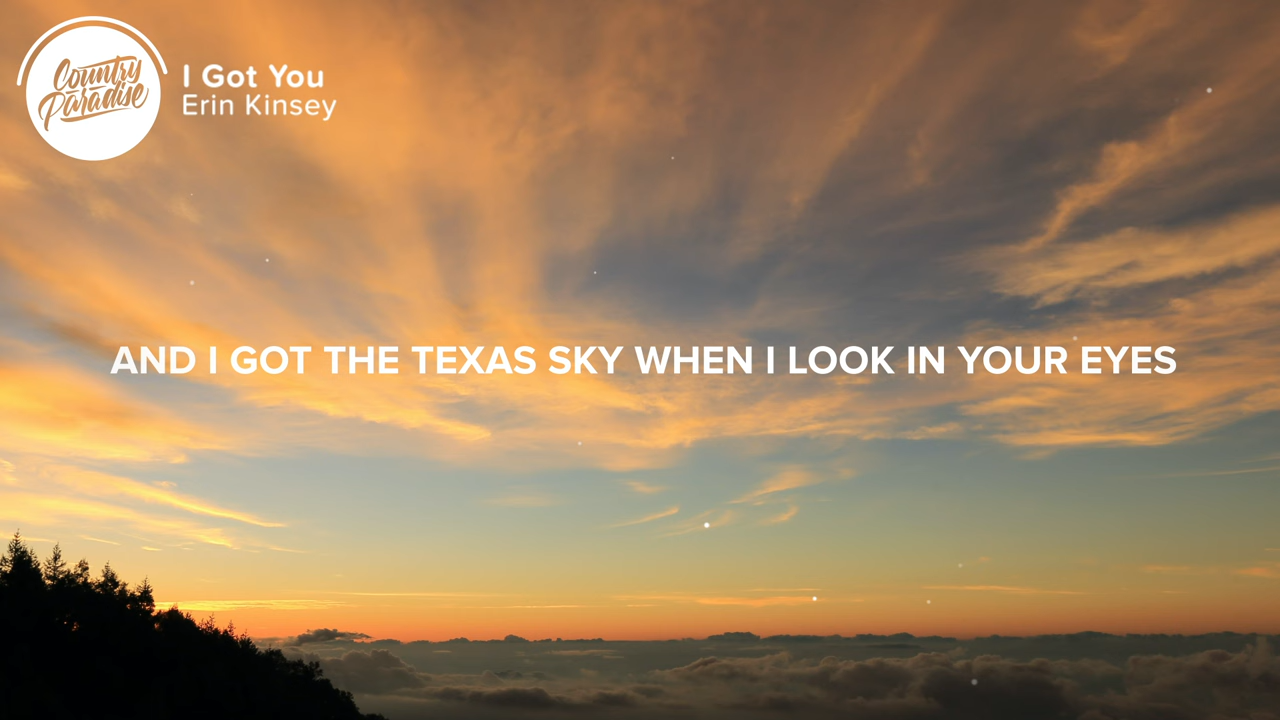 Country
Paradise
I Got You
Erin Kinsey
AND I GOT THE TEXAS SKY WHEN I LOOK IN YOUR EYES